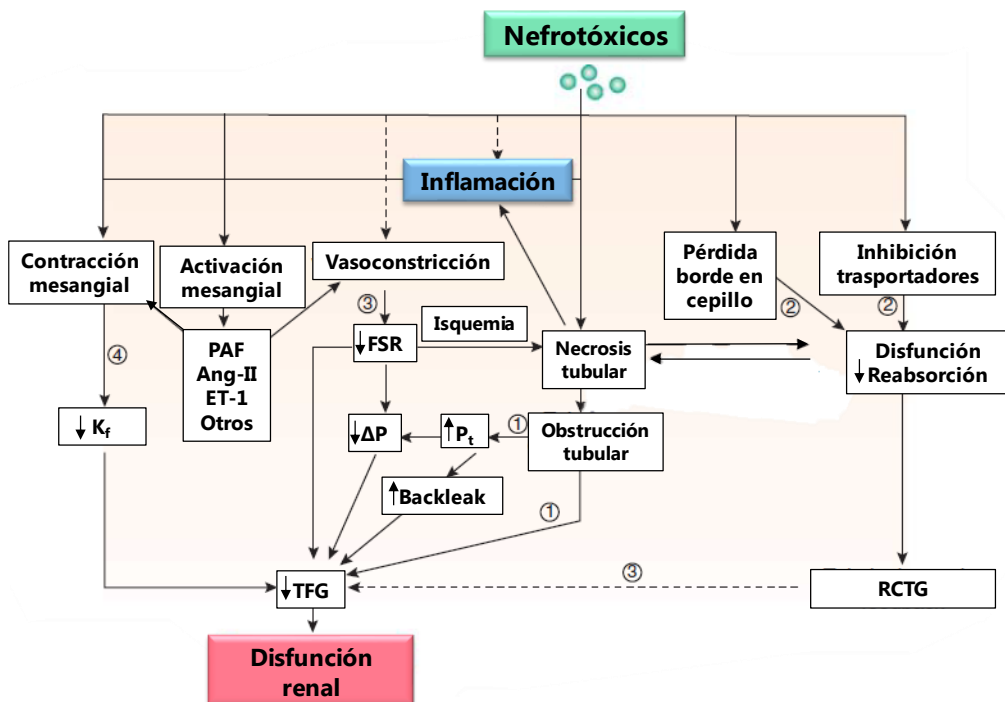 Nefrotóxicos
Inflamación
Contracción
mesangial
Activación
mesangial
Vasoconstricción
Pérdida
borde en
cepillo
Inhibición
trasportadores
②
②
③
④
PAF
Ang-II
ET-1
Otros
↓FSR
Isquemia
Necrosis
tubular
Disfunción
↓ Reabsorción
↓ Kf
↓ΔP
↑Pt
①
Obstrucción
tubular
↑Backleak
①
↓TFG
③
RCTG
Disfunción
renal